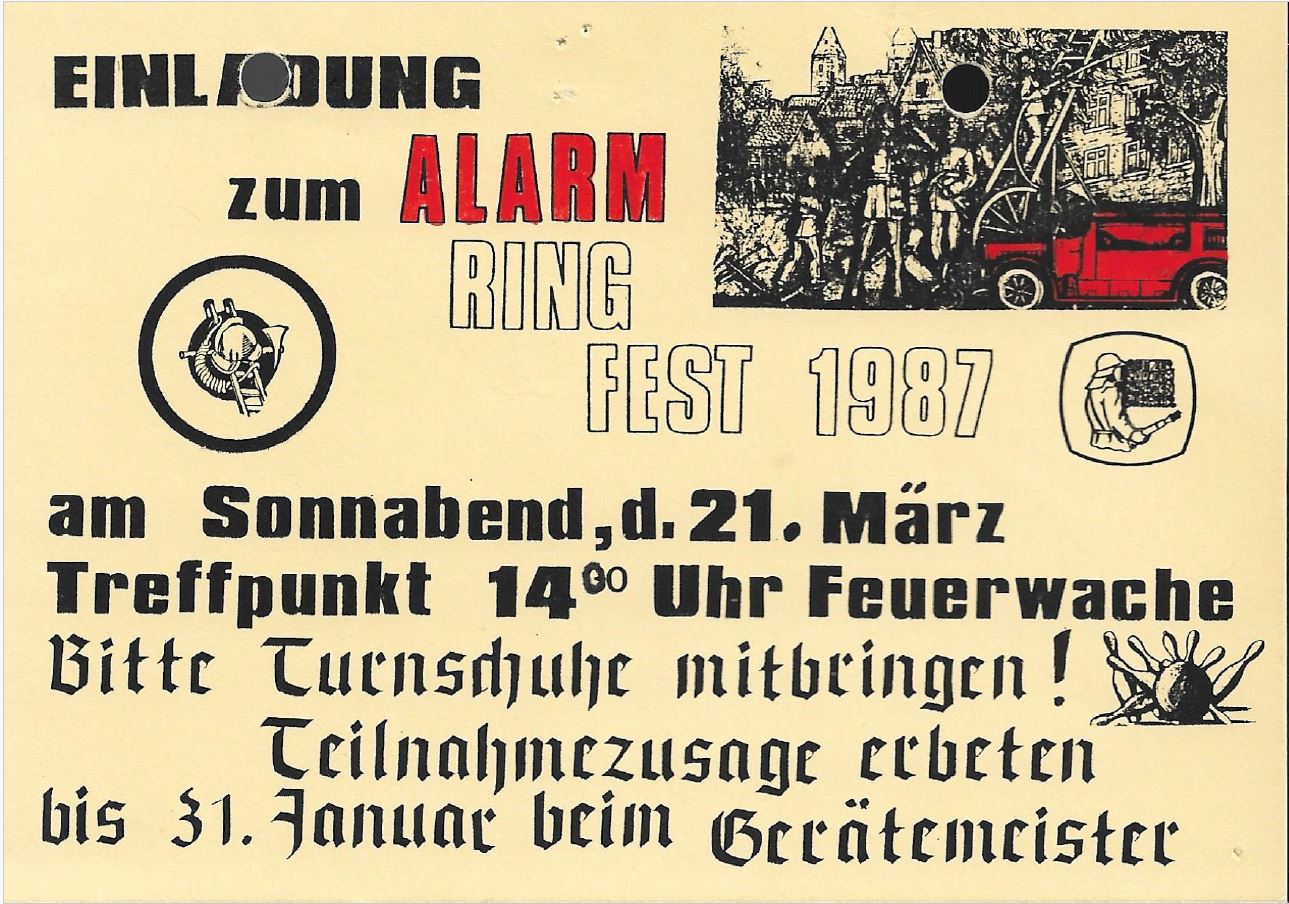 EINLADUNG
zum ALARM
RING
FEST 1987
am Sonnabend, d. 21. März
Treffpunkt 14⁰⁰ Uhr Feuerwache
Bitte Turnschuhe mitbringen!
Teilnahmezusage erbeten
bis 31. Januar beim Gerätemeister